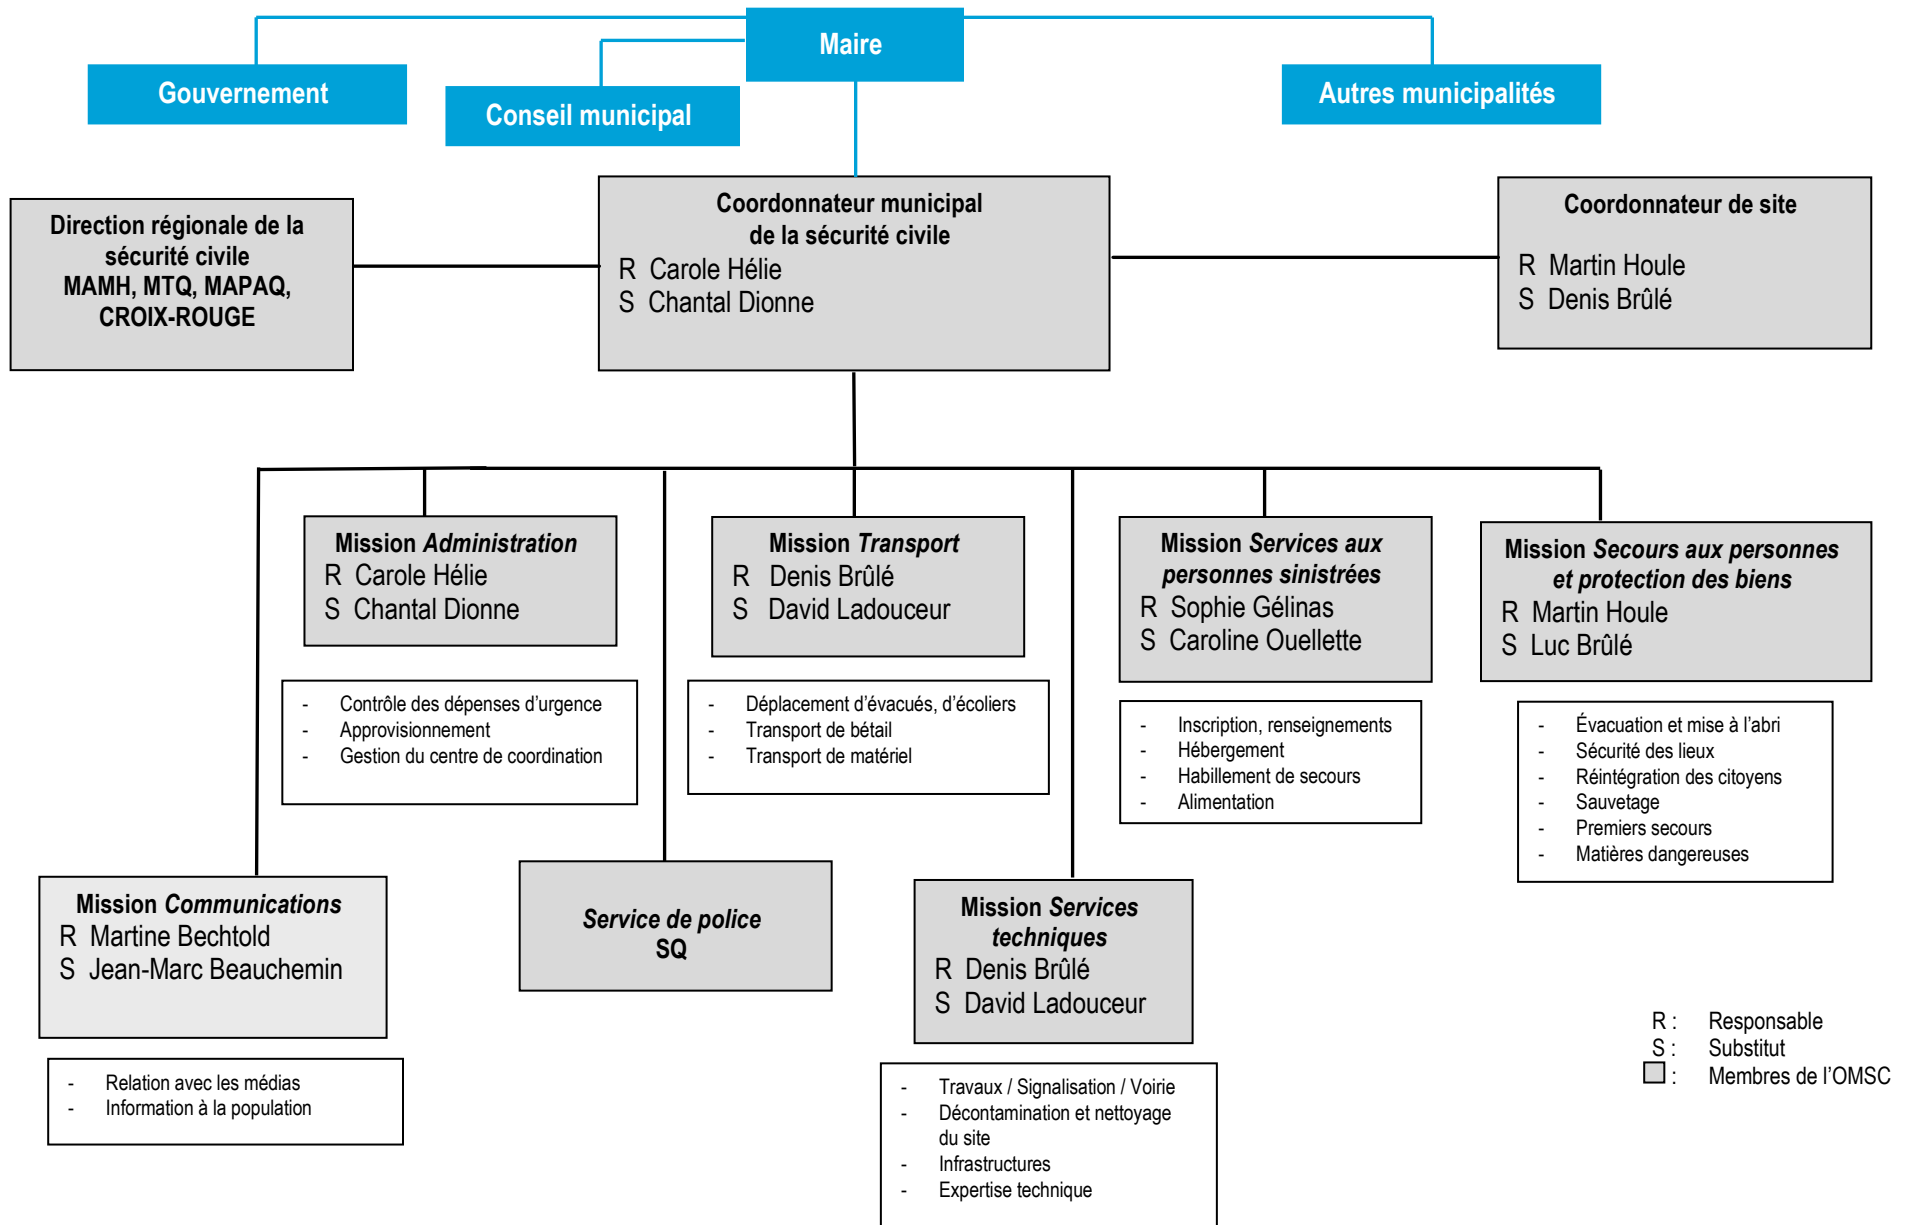 Maire
Gouvernement
Conseil municipal
Autres municipalités
Direction régionale de la
sécurité civile
MAMH, MTQ, MAPAQ,
CROIX-ROUGE
Coordonnateur municipal
de la sécurité civile
R Carole Hélie
S Chantal Dionne
Coordonnateur de site
R Martin Houle
S Denis Brûlé
Mission Administration
R Carole Hélie
S Chantal Dionne
- Contrôle des dépenses d’urgence
- Approvisionnement
- Gestion du centre de coordination
Mission Transport
R Denis Brûlé
S David Ladouceur
- Déplacement d’évacués, d’écoliers
- Transport de bétail
- Transport de matériel
Mission Services aux
personnes sinistrées
R Sophie Gélinas
S Caroline Ouellette
- Inscription, renseignements
- Hébergement
- Habillement de secours
- Alimentation
Mission Secours aux personnes
et protection des biens
R Martin Houle
S Luc Brûlé
- Évacuation et mise à l’abri
- Sécurité des lieux
- Réintégration des citoyens
- Sauvetage
- Premiers secours
- Matières dangereuses
Mission Communications
R Martine Bechtold
S Jean-Marc Beauchemin
- Relation avec les médias
- Information à la population
Service de police
SQ
Mission Services
techniques
R Denis Brûlé
S David Ladouceur
- Travaux / Signalisation / Voirie
- Décontamination et nettoyage
du site
- Infrastructures
- Expertise technique
R : Responsable
S : Substitut
: Membres de l’OMSC